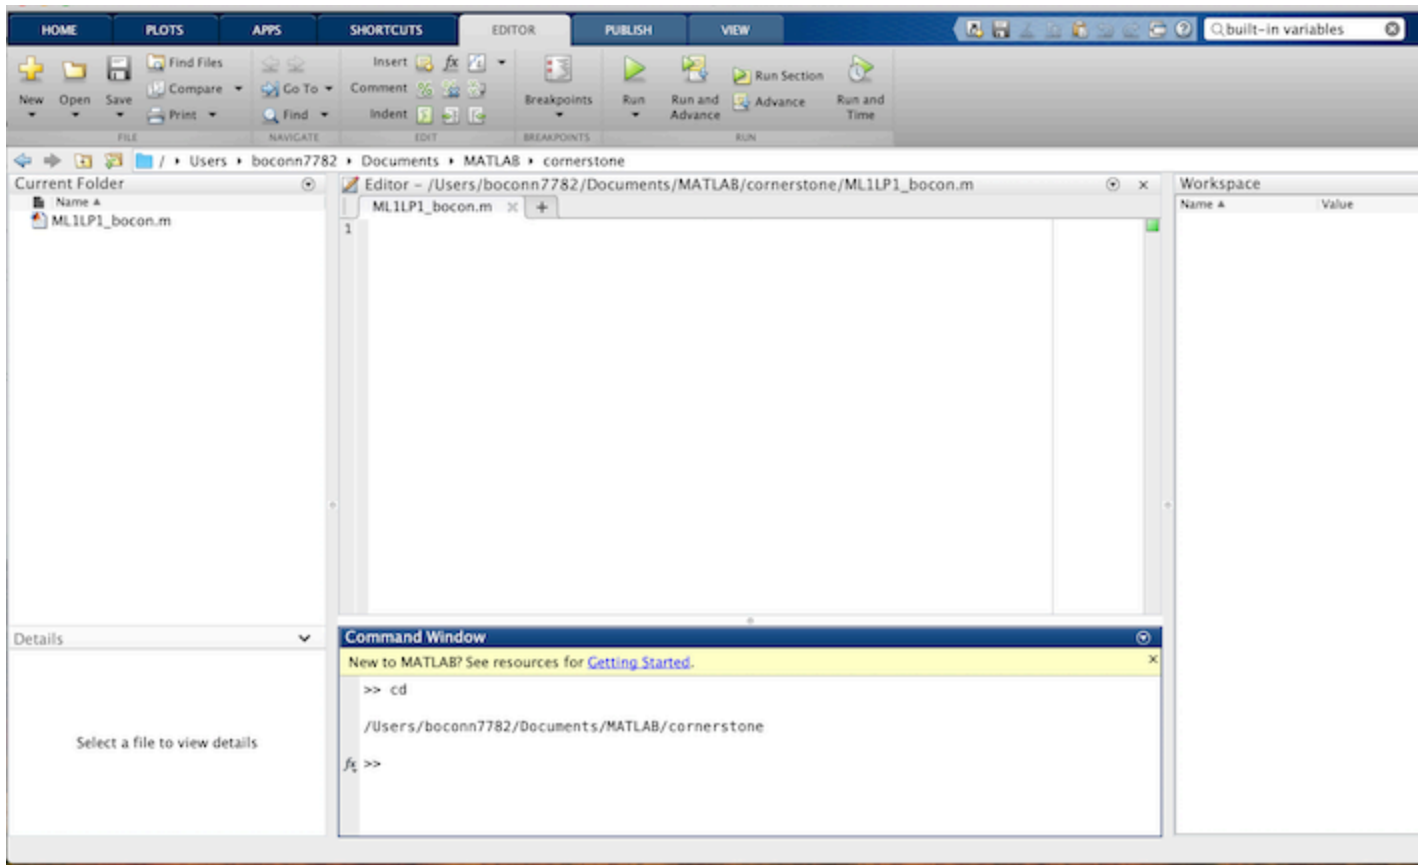 HOME PLOTS APPS SHORTCUTS EDITOR PUBLISH VIEW built-in variables
New Open Save Find Files Compare Print
FILE
Go To Find
NAVIGATE
Insert fx
Comment
Indent
EDIT
Breakpoints
BREAKPOINTS
Run Run and Advance Run Section Advance Run and Time
RUN
/ Users boconn7782 Documents MATLAB cornerstone
Current Folder
Name
ML1LP1_bocon.m
Editor – /Users/boconn7782/Documents/MATLAB/cornerstone/ML1LP1_bocon.m
ML1LP1_bocon.m
1
Workspace
Name Value
Details
Select a file to view details
Command Window
New to MATLAB? See resources for Getting Started.
>> cd
/Users/boconn7782/Documents/MATLAB/cornerstone
fx >>